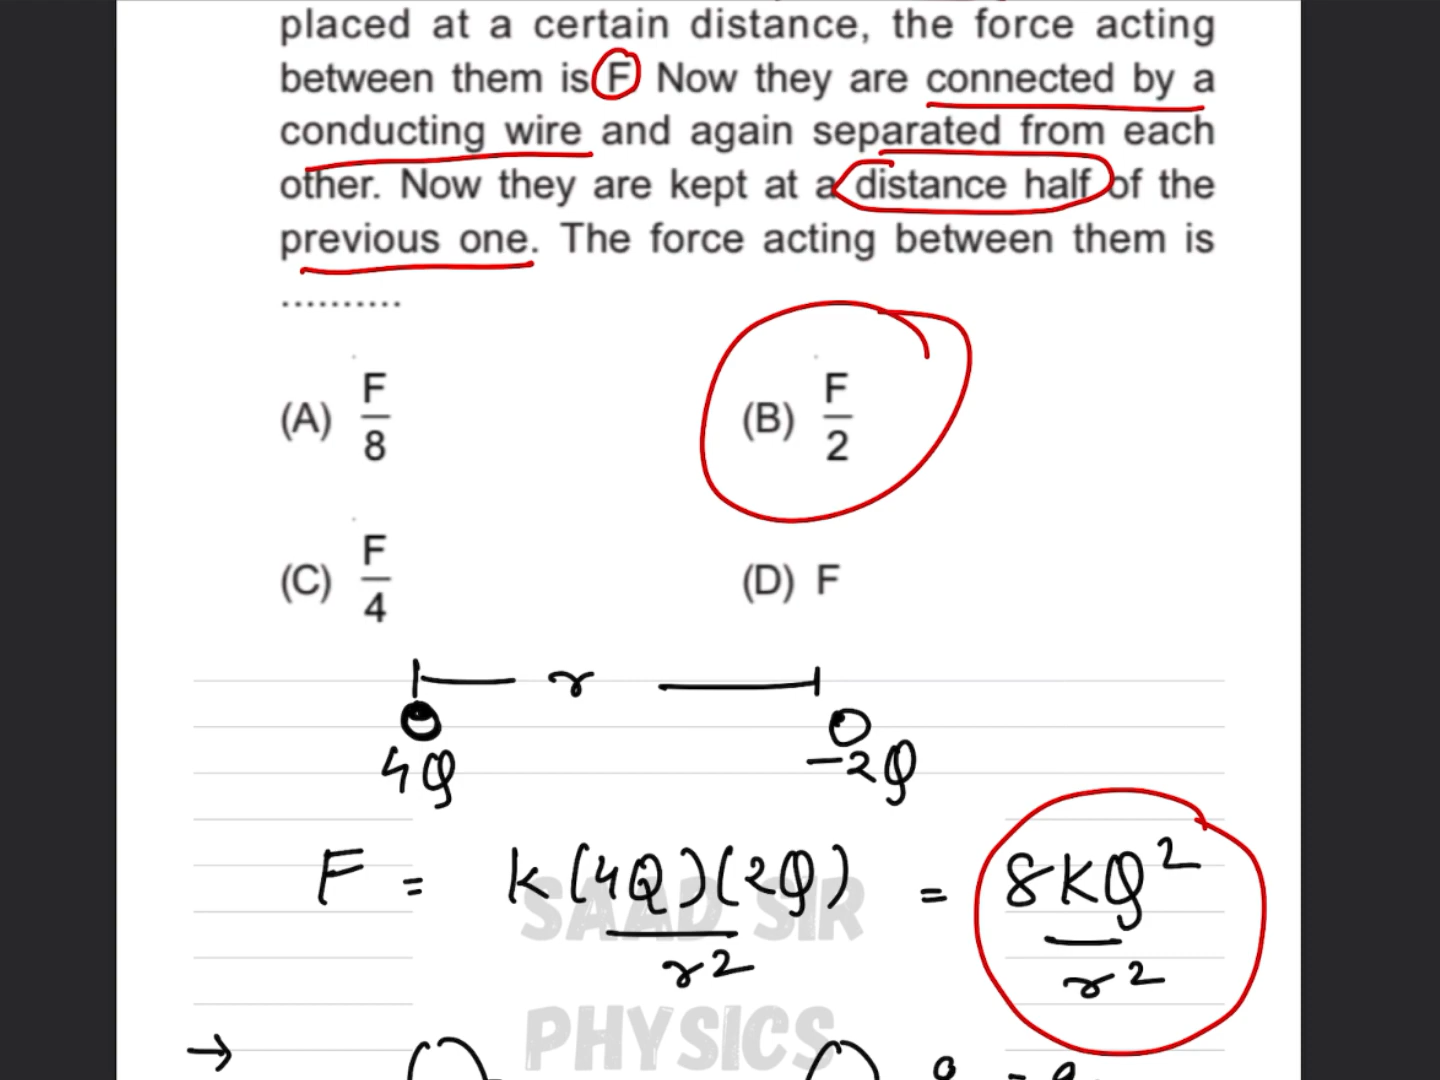 placed at a certain distance, the force acting
between them is F Now they are connected by a
conducting wire and again separated from each
other. Now they are kept at a distance half of the
previous one. The force acting between them is
..........
(A) F/8 (B) F/2
(C) F/4 (D) F
r
4Q -2Q
F = K(4Q)(2Q)/r² = 8KQ²/r²
SAAD SIR
PHYSICS
→